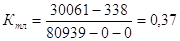 Kтл = 30061 − 338 / 80939 − 0 − 0 = 0,37